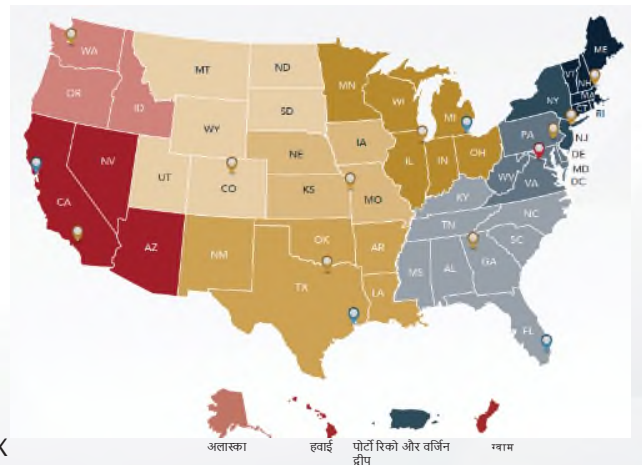 WA
OR
ID
MT
ND
SD
WY
NE
UT
CO
KS
IA
MO
CA
NV
AZ
NM
TX
OK
AR
LA
MN
WI
IL
IN
MI
OH
KY
TN
MS
AL
GA
SC
NC
FL
VA
WV
PA
NY
VT
NH
ME
MA
CT
RI
NJ
DE
MD
DC
K
अलास्का
हवाई
पोर्टो रिको और वर्जिन
द्वीप
ग्वाम